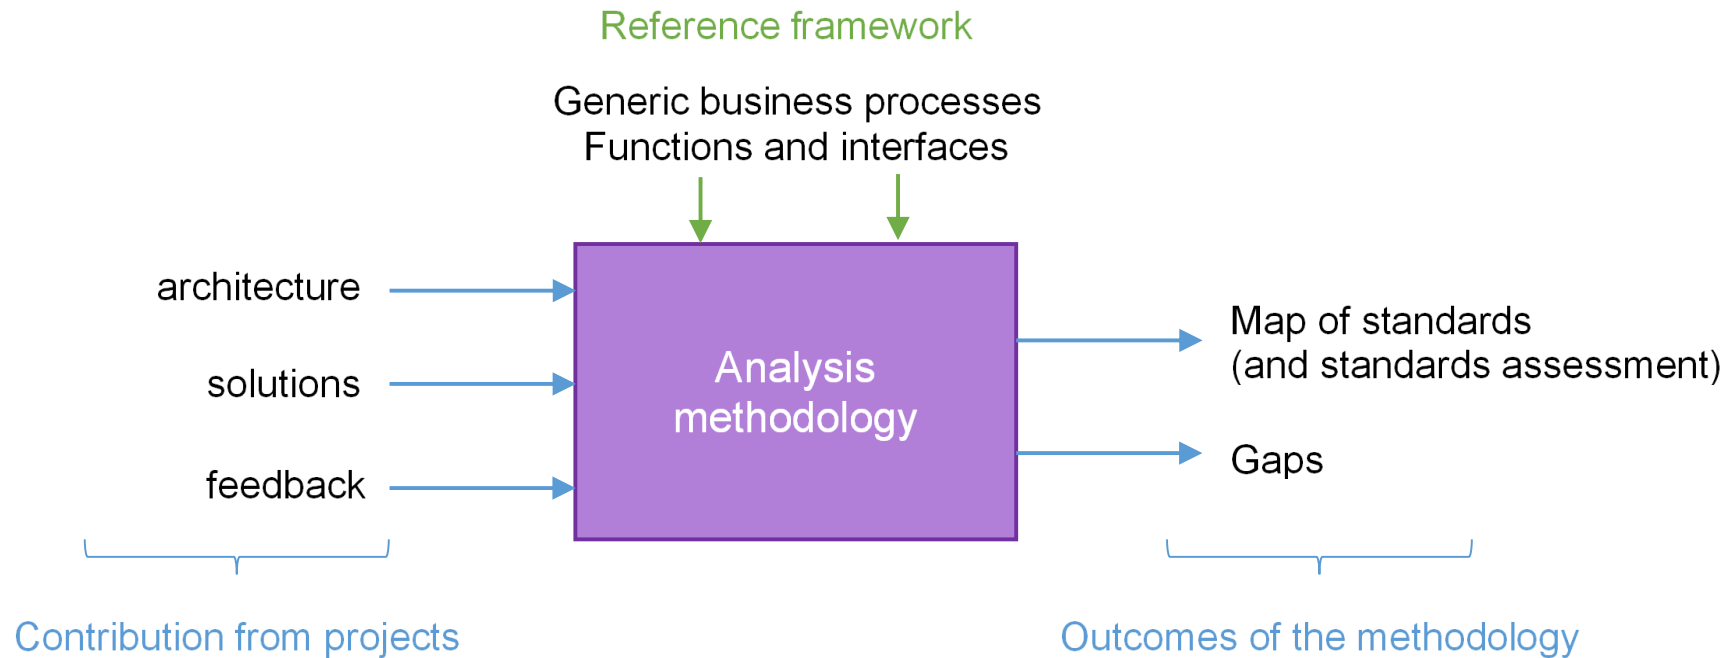 Reference framework
Generic business processes
Functions and interfaces
architecture
solutions
feedback
Analysis
methodology
Map of standards
(and standards assessment)
Gaps
Contribution from projects
Outcomes of the methodology